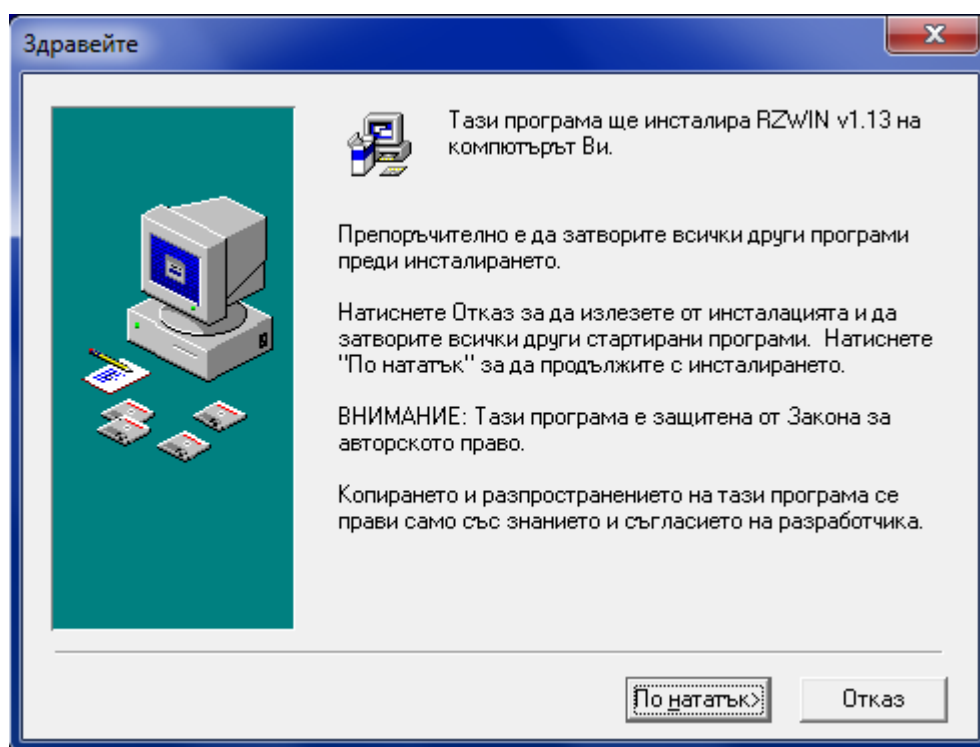 Здравейте
Тази програма ще инсталира RZWIN v1.13 на
компютърът Ви.
Препоръчително е да затворите всички други програми
преди инсталирането.
Натиснете Отказ за да излезете от инсталацията и да
затворите всички други стартирани програми.  Натиснете
"По нататък" за да продължите с инсталирането.
ВНИМАНИЕ: Тази програма е защитена от Закона за
авторското право.
Копирането и разпространението на тази програма се
прави само със знанието и съгласието на разработчика.
По нататък>
Отказ